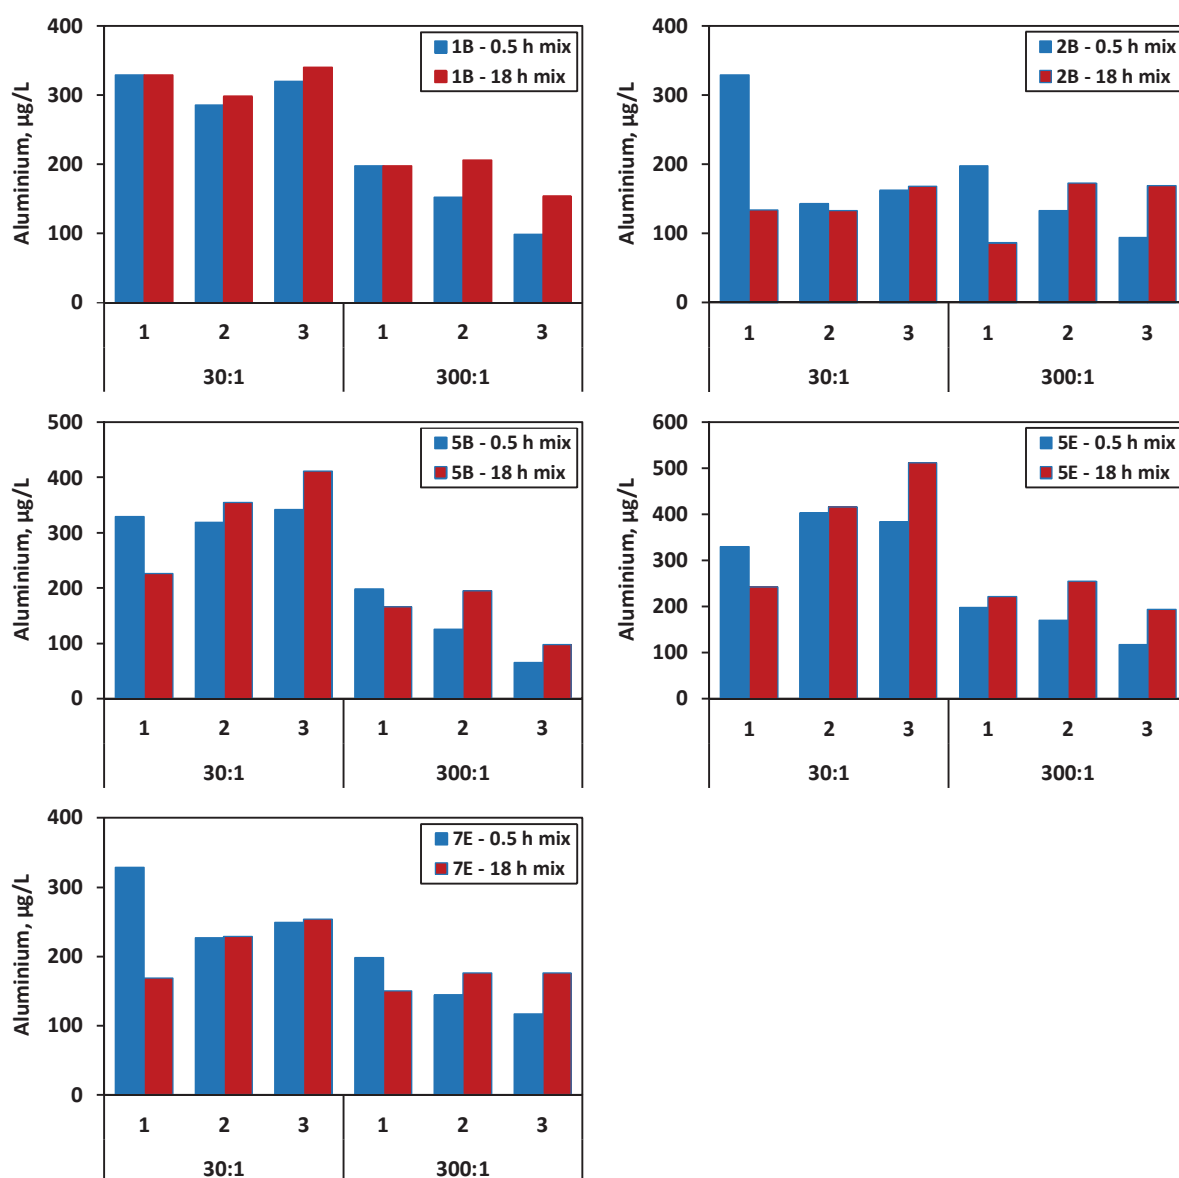 Aluminium, µg/L
400
300
200
100
0
1B - 0.5 h mix
1B - 18 h mix
1 2 3 1 2 3
30:1 300:1
Aluminium, µg/L
400
300
200
100
0
2B - 0.5 h mix
2B - 18 h mix
1 2 3 1 2 3
30:1 300:1
Aluminium, µg/L
500
400
300
200
100
0
5B - 0.5 h mix
5B - 18 h mix
1 2 3 1 2 3
30:1 300:1
Aluminium, µg/L
600
500
400
300
200
100
0
5E - 0.5 h mix
5E - 18 h mix
1 2 3 1 2 3
30:1 300:1
Aluminium, µg/L
400
300
200
100
0
7E - 0.5 h mix
7E - 18 h mix
1 2 3 1 2 3
30:1 300:1